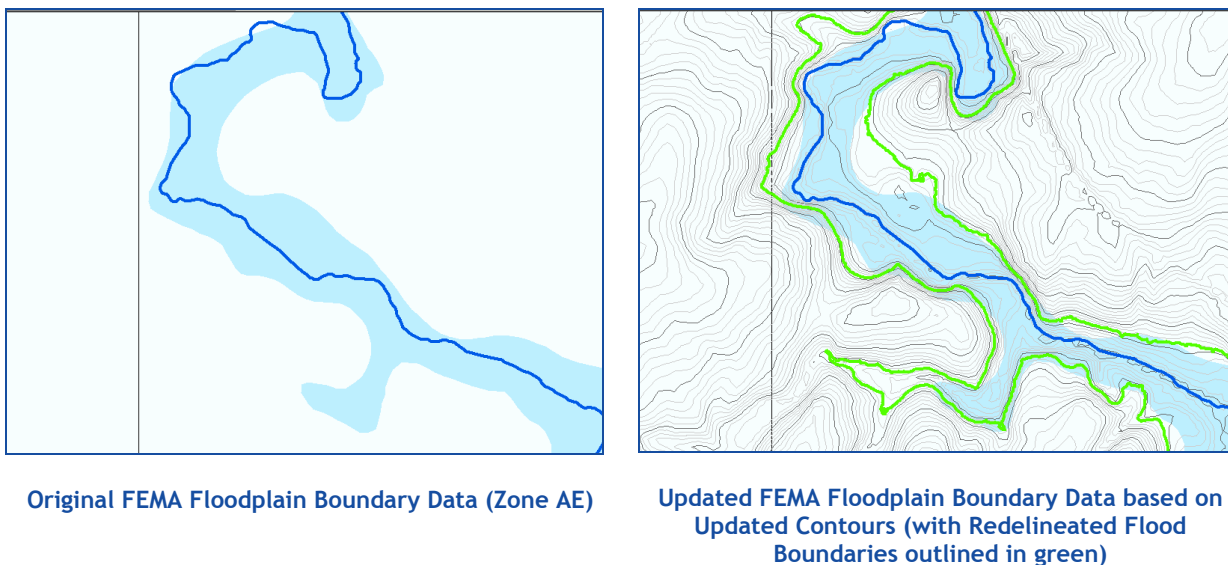 Original FEMA Floodplain Boundary Data (Zone AE)
Updated FEMA Floodplain Boundary Data based on
Updated Contours (with Redelineated Flood
Boundaries outlined in green)